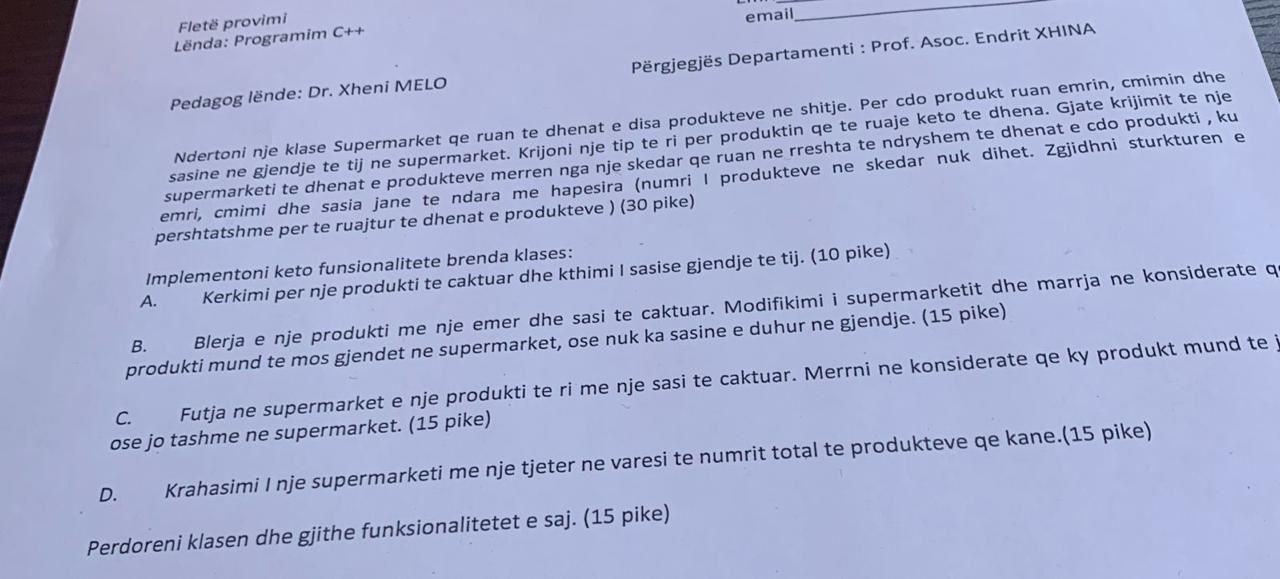 Fletë provimi
Lënda: Programim C++
email
Pedagog lënde: Dr. Xheni MELO
Përgjegjës Departamenti : Prof. Asoc. Endrit XHINA
Ndertoni nje klase Supermarket qe ruan te dhenat e disa produkteve ne shitje. Per cdo produkt ruan emrin, cmimin dhe
sasine ne gjendje te tij ne supermarket. Krijoni nje tip te ri per produktin qe te ruaje keto te dhena. Gjate krijimit te nje
supermarketi te dhenat e produkteve merren nga nje skedar qe ruan ne rreshta te ndryshem te dhenat e cdo produkti , ku
emri, cmimi dhe sasia jane te ndara me hapesira (numri I produkteve ne skedar nuk dihet. Zgjidhni sturkturen e
pershtatshme per te ruajtur te dhenat e produkteve ) (30 pike)
Implementoni keto funsionalitete brenda klases:
A. Kerkimi per nje produkti te caktuar dhe kthimi I sasise gjendje te tij. (10 pike)
B. Blerja e nje produkti me nje emer dhe sasi te caktuar. Modifikimi i supermarketit dhe marrja ne konsiderate
produkti mund te mos gjendet ne supermarket, ose nuk ka sasine e duhur ne gjendje. (15 pike)
C. Futja ne supermarket e nje produkti te ri me nje sasi te caktuar. Merrni ne konsiderate qe ky produkt mund te
ose jo tashme ne supermarket. (15 pike)
D. Krahasimi I nje supermarketi me nje tjeter ne varesi te numrit total te produkteve qe kane.(15 pike)
Perdoreni klasen dhe gjithe funksionalitetet e saj. (15 pike)